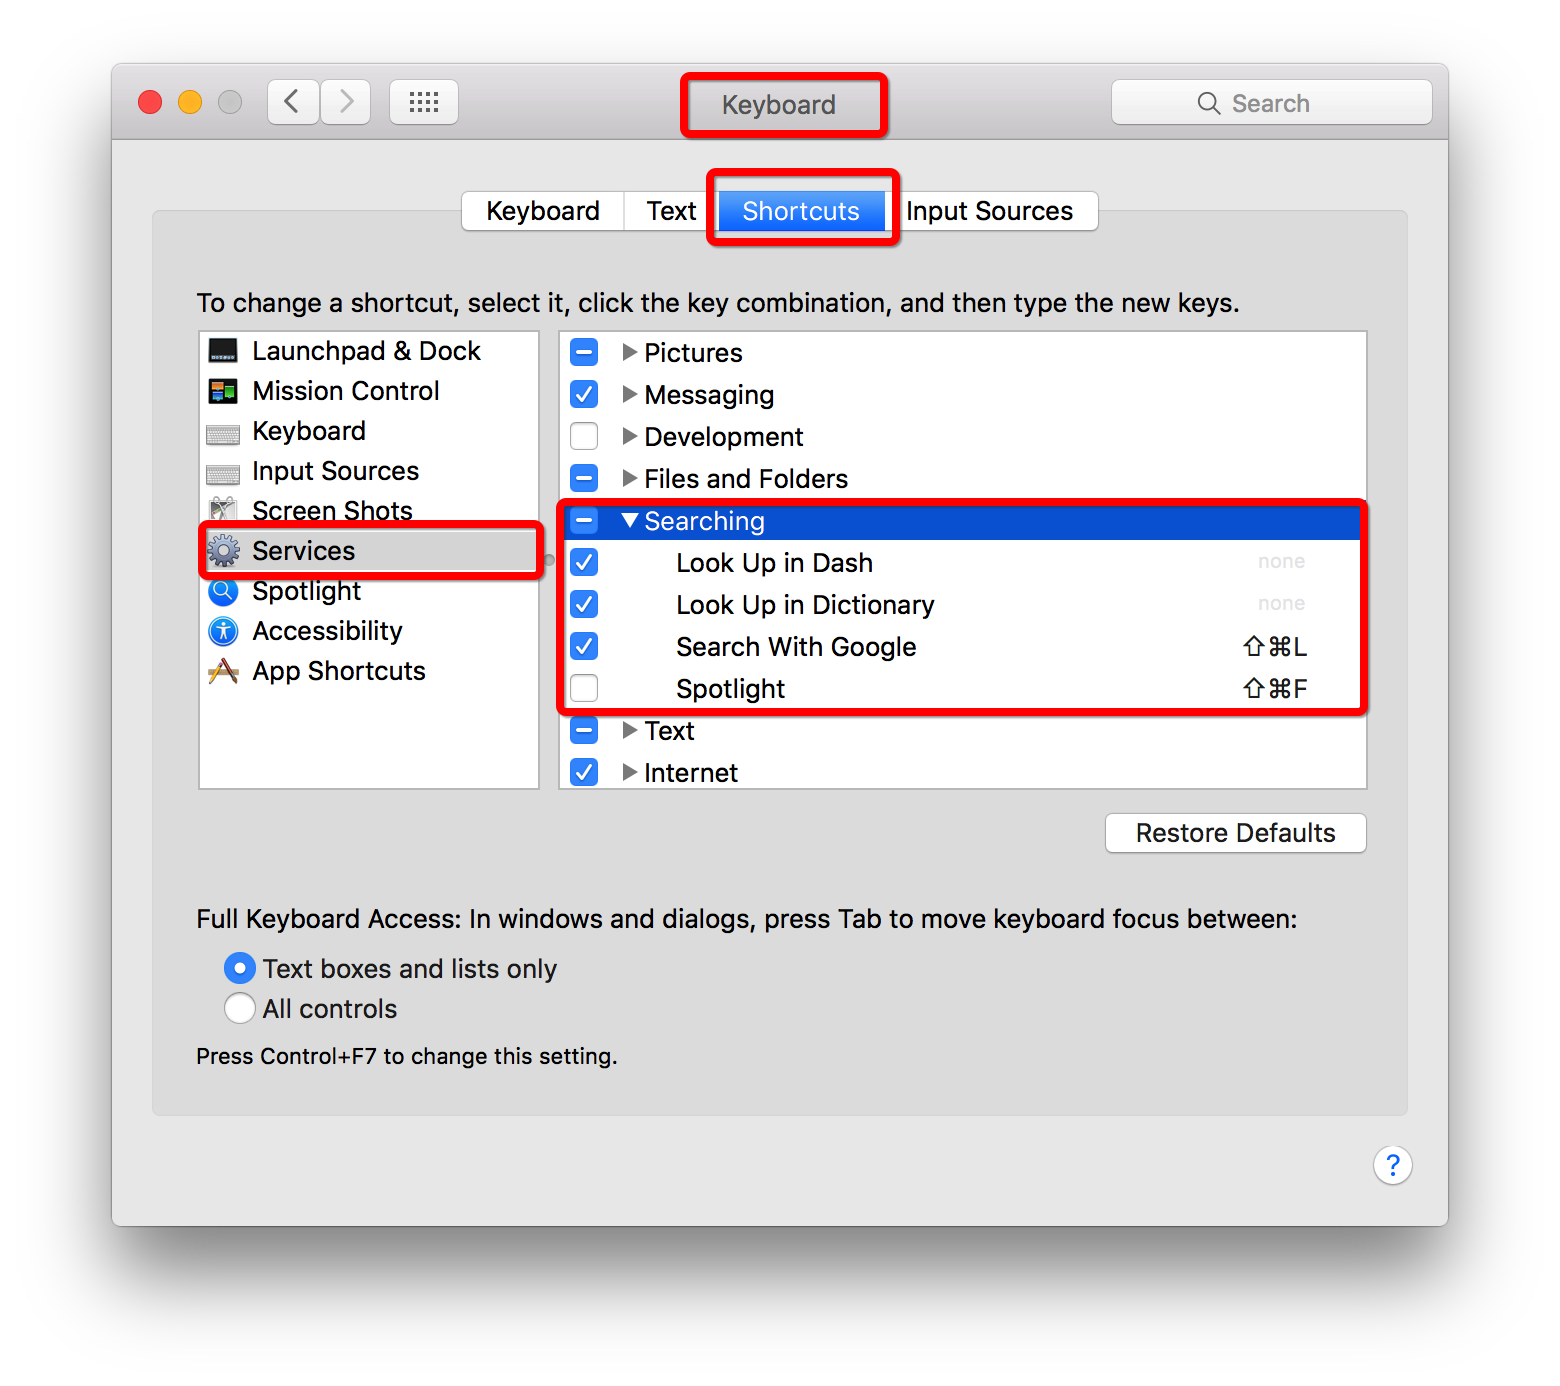 Keyboard
Search
Keyboard
Text
Shortcuts
Input Sources
To change a shortcut, select it, click the key combination, and then type the new keys.
Launchpad & Dock
Mission Control
Keyboard
Input Sources
Screen Shots
Services
Spotlight
Accessibility
App Shortcuts
Pictures
Messaging
Development
Files and Folders
Searching
Look Up in Dash none
Look Up in Dictionary none
Search With Google ⇧⌘L
Spotlight ⇧⌘F
Text
Internet
Restore Defaults
Full Keyboard Access: In windows and dialogs, press Tab to move keyboard focus between:
Text boxes and lists only
All controls
Press Control+F7 to change this setting.
?